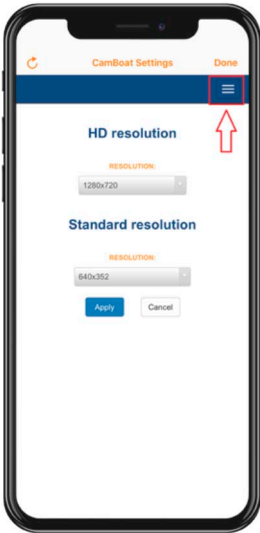 CamBoat Settings Done
HD resolution
RESOLUTION:
1280x720
Standard resolution
RESOLUTION:
640x352
Apply Cancel